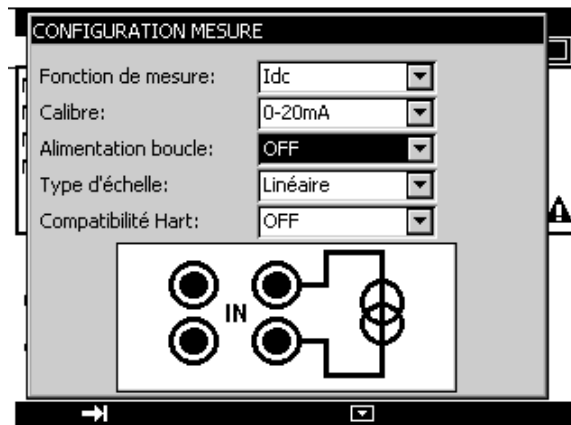 CONFIGURATION MESURE
Fonction de mesure: Idc
Calibre: 0-20mA
Alimentation boucle: OFF
Type d'échelle: Linéaire
Compatibilité Hart: OFF
IN